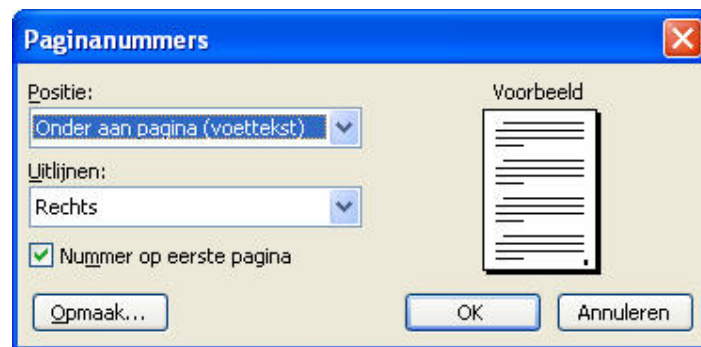 Paginanummers
Positie:
Onder aan pagina (voettekst)
Uitlijnen:
Rechts
Nummer op eerste pagina
Opmaak...
Voorbeeld
OK
Annuleren